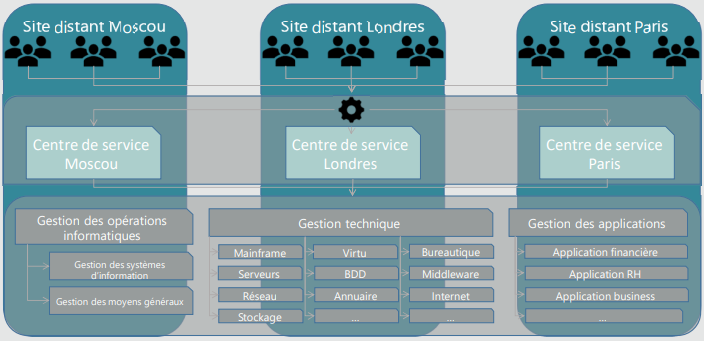 Site distant Moscou
Site distant Londres
Site distant Paris
Centre de service
Moscou
Centre de service
Londres
Centre de service
Paris
Gestion des opérations
informatiques
Gestion des systèmes
d'information
Gestion des moyens généraux
Gestion technique
Mainframe
Virtu
Bureautique
Serveurs
BDD
Middleware
Réseau
Annuaire
Internet
Stockage
...
...
Gestion des applications
Application financière
Application RH
Application business
...